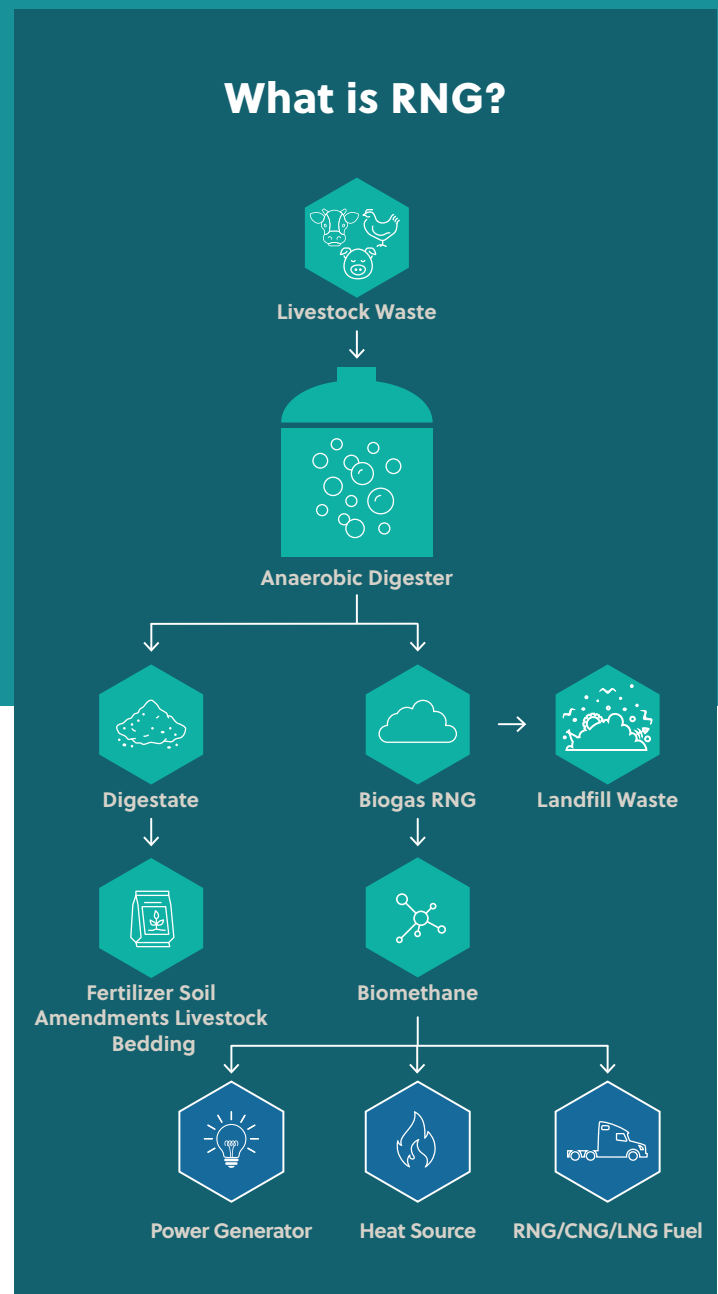 What is RNG?
Livestock Waste
Anaerobic Digester
Digestate
Biogas RNG
Landfill Waste
Fertilizer Soil
Amendments Livestock
Bedding
Biomethane
Power Generator
Heat Source
RNG/CNG/LNG Fuel